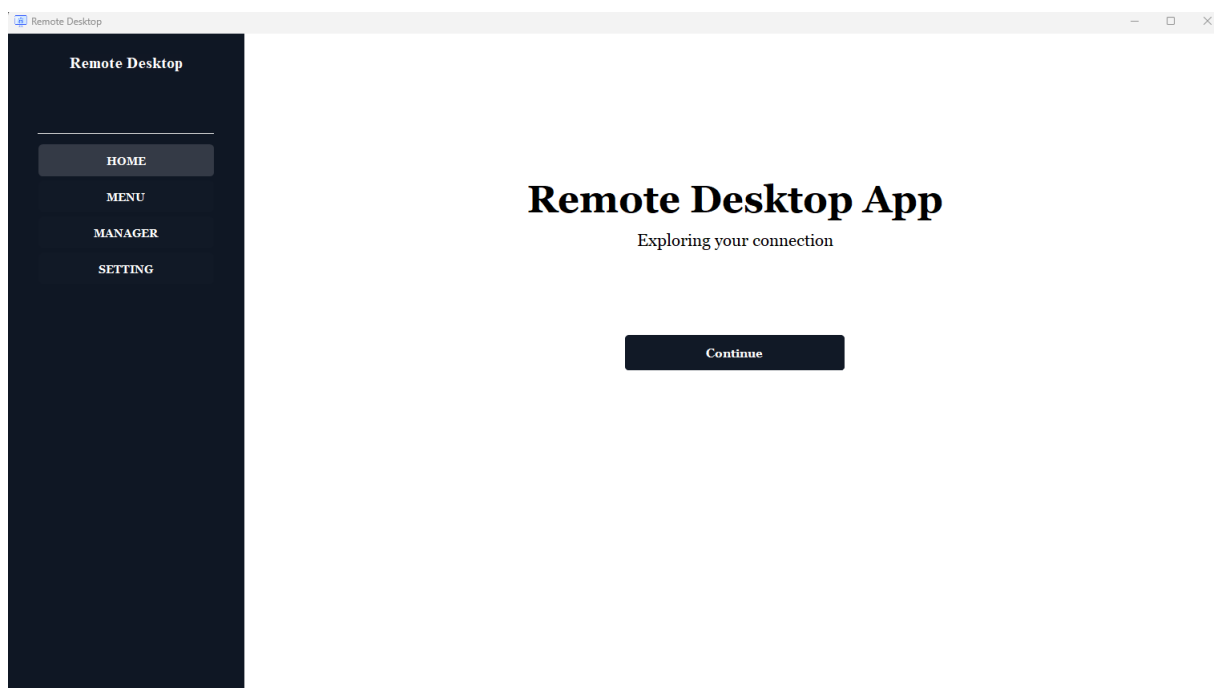 Remote Desktop
Remote Desktop
HOME
MENU
MANAGER
SETTING
Remote Desktop App
Exploring your connection
Continue